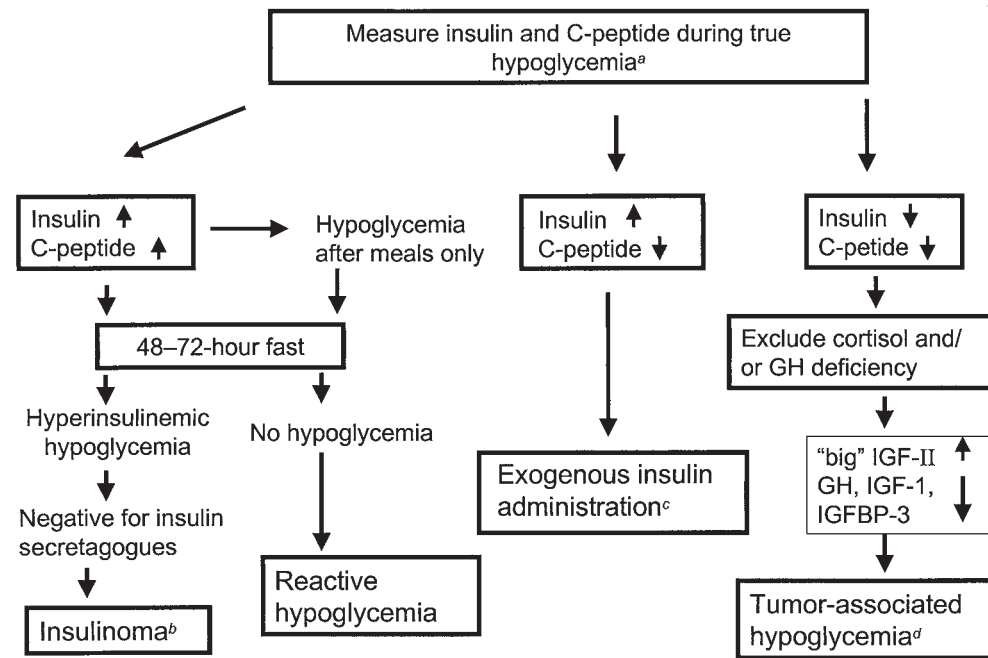 Measure insulin and C-peptide during true
hypoglycemiaᵃ
Insulin ↑
C-peptide ↑
Hypoglycemia
after meals only
Insulin ↑
C-peptide ↓
Insulin ↓
C-petide ↓
48–72-hour fast
Exclude cortisol and/
or GH deficiency
Hyperinsulinemic
hypoglycemia
No hypoglycemia
Exogenous insulin
administrationᶜ
"big" IGF-II ↑
GH, IGF-1, ↓
IGFBP-3
Negative for insulin
secretagogues
Reactive
hypoglycemia
Insulinomaᵇ
Tumor-associated
hypoglycemiaᵈ